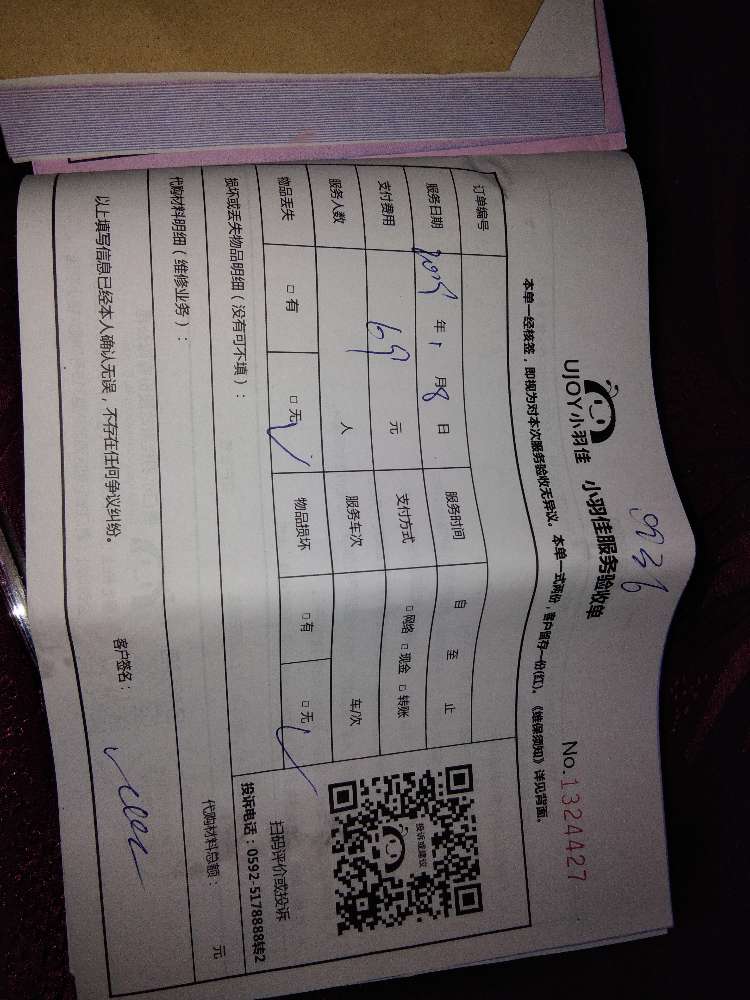 0936
UJOY小羽佳 小羽佳服务验收单
No.1324427
本单一经核签，即视为对本次服务验收无异议。本单一式两份，客户留存一份(红)。《维保须知》详见背面。
订单编号
服务日期 年 1 月 8 日 服务时间 自 至 止
支付费用 69 元 支付方式 □网络 □现金 □转账
服务人数 人 服务车次 车/次
物品丢失 □有 □无 ✓ 物品损坏 □有 □无 ✓
投诉或建议
扫码评价或投诉
投诉电话：0592-5178888转2
损坏或丢失物品明细（没有可不填）：
代购材料明细（维修业务）： 代购材料总额： 元
以上填写信息已经本人确认无误，不存在任何争议纠纷。 客户签名：